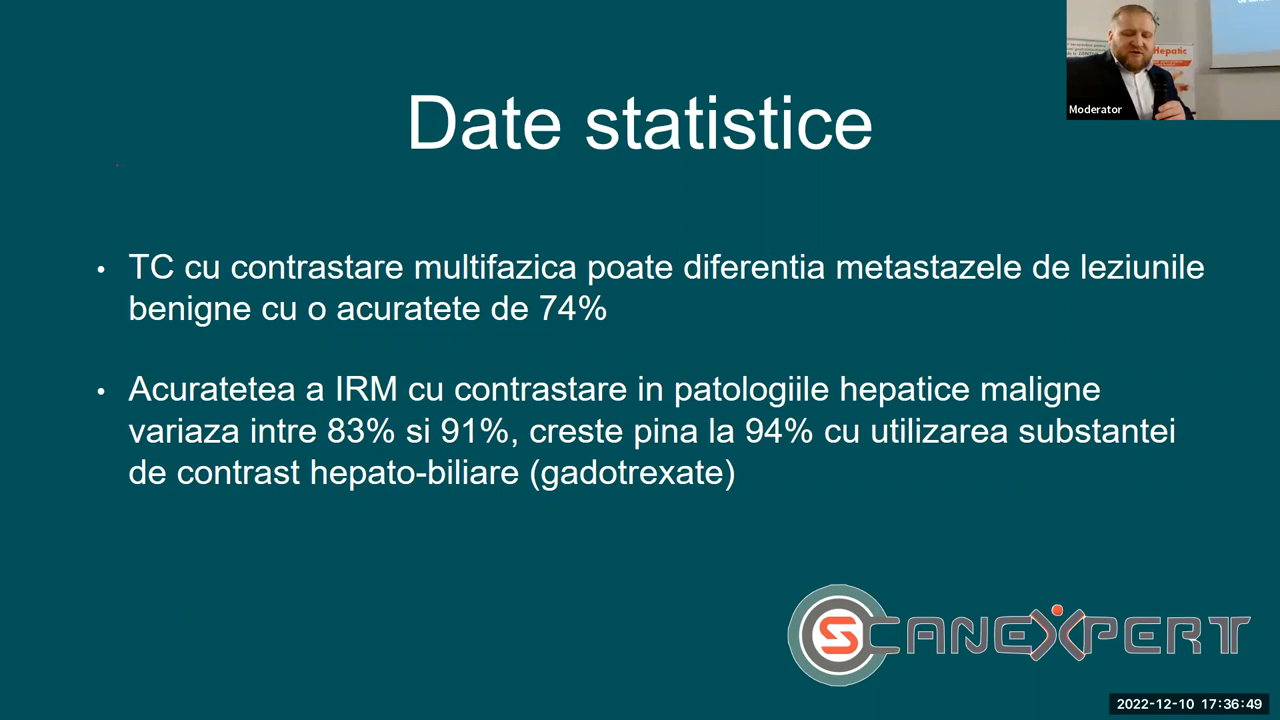 Hepatic
Moderator
Date statistice
• TC cu contrastare multifazica poate diferentia metastazele de leziunile
benigne cu o acuratete de 74%
• Acuratetea a IRM cu contrastare in patologiile hepatice maligne
variaza intre 83% si 91%, creste pina la 94% cu utilizarea substantei
de contrast hepato-biliare (gadotrexate)
SCANEXPERT
2022-12-10 17:36:49